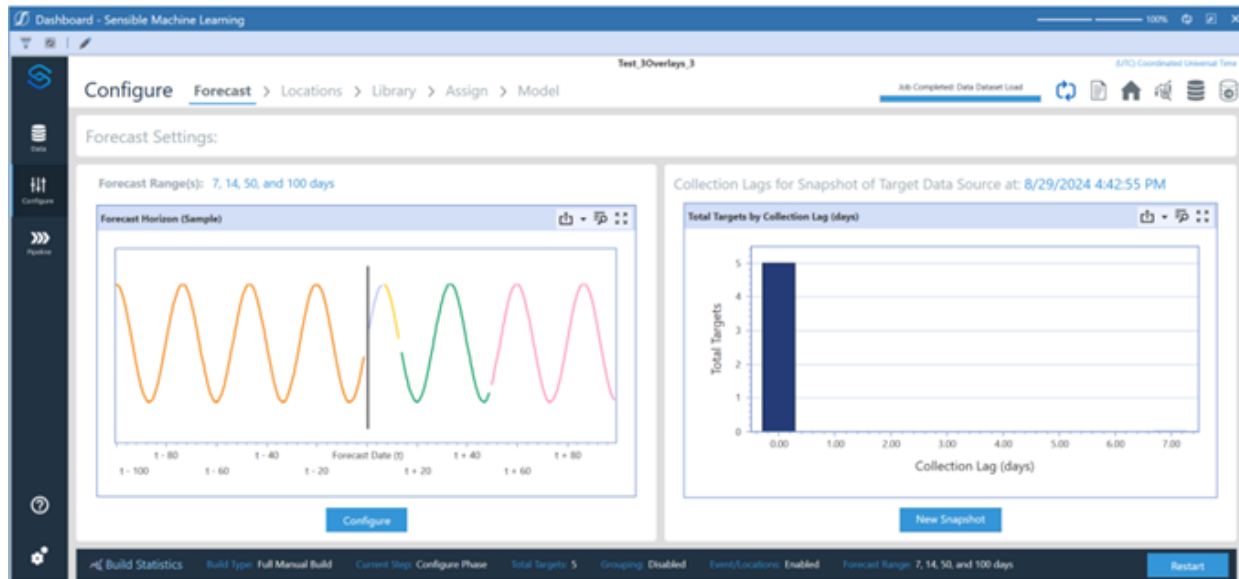 Dashboard - Sensible Machine Learning
100%
Test_3Overlays_3
(UTC) Coordinated Universal Time
Configure Forecast > Locations > Library > Assign > Model
Job Completed: Data Dataset Load
Data
Configure
Pipeline
Forecast Settings:
Forecast Range(s): 7, 14, 50, and 100 days
Forecast Horizon (Sample)
t - 80 t - 40 Forecast Date (t) t + 40 t + 80
t - 100 t - 60 t - 20 t + 20 t + 60
Configure
Collection Lags for Snapshot of Target Data Source at: 8/29/2024 4:42:55 PM
Total Targets by Collection Lag (days)
Total Targets
5
4
3
2
1
0
0.00 1.00 2.00 3.00 4.00 5.00 6.00 7.00
Collection Lag (days)
New Snapshot
Build Statistics Build Type: Full Manual Build Current Step: Configure Phase Total Targets: 5 Grouping: Disabled Event/Locations: Enabled Forecast Range: 7, 14, 50, and 100 days Restart